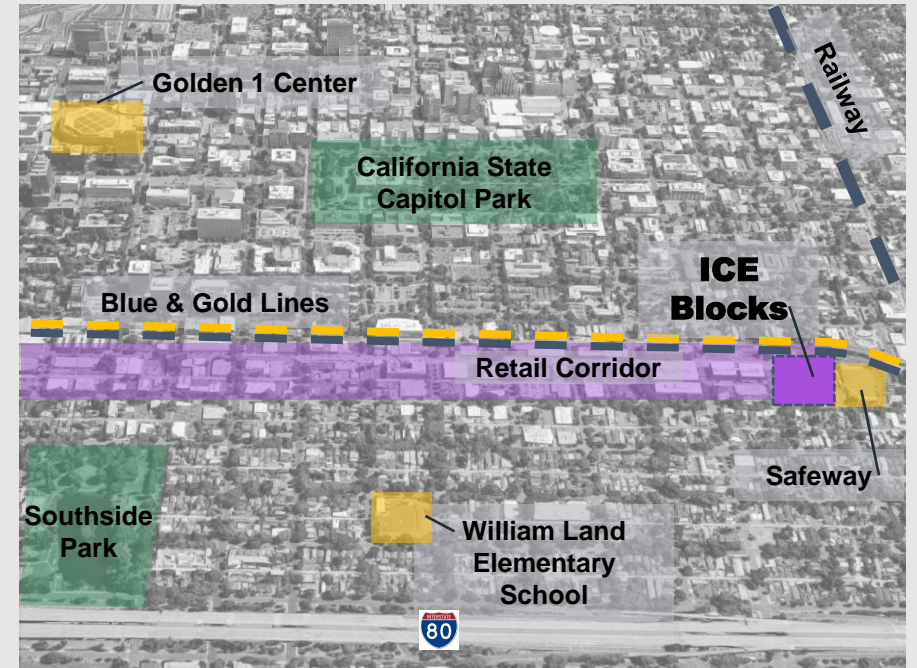 Golden 1 Center
Railway
California State
Capitol Park
ICE
Blocks
Blue & Gold Lines
Retail Corridor
Safeway
Southside
Park
William Land
Elementary
School
INTERSTATE
80